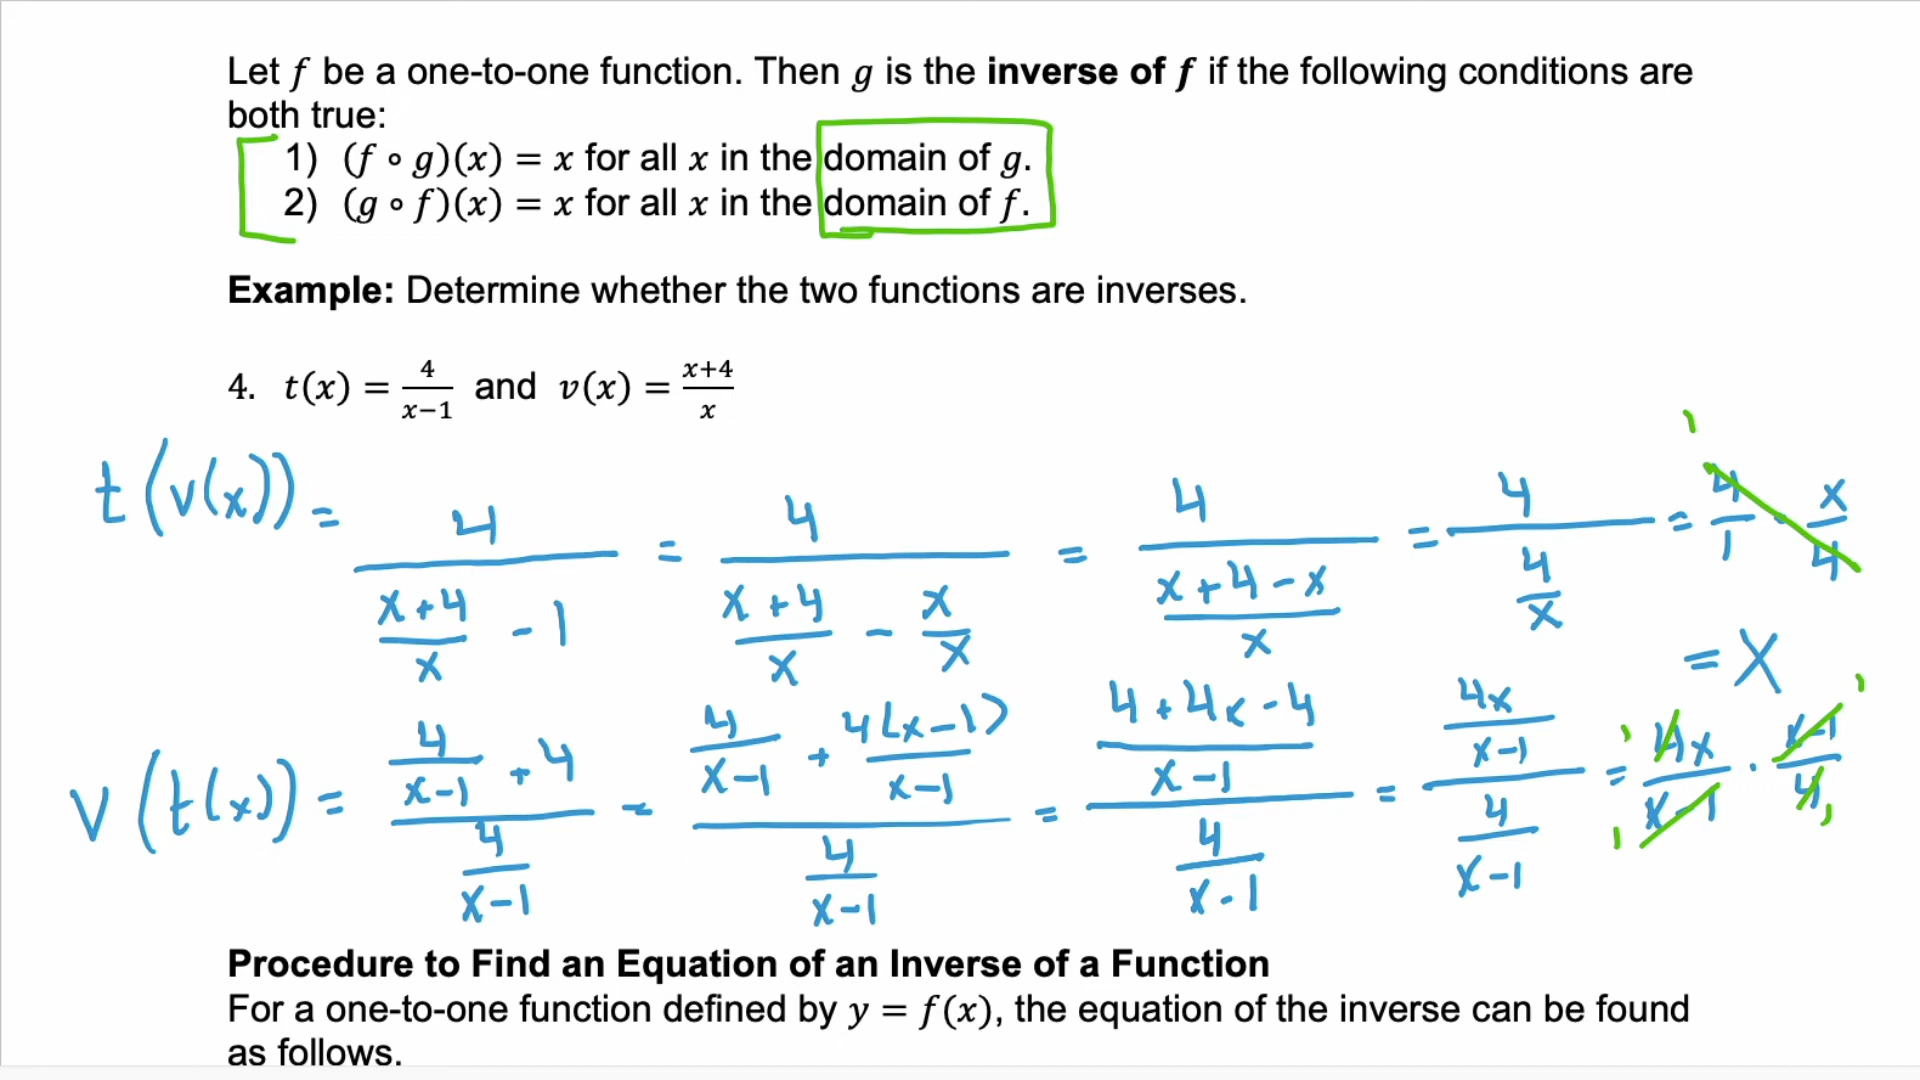 Let f be a one-to-one function. Then g is the inverse of f if the following conditions are
both true:
1) (f ∘ g)(x) = x for all x in the domain of g.
2) (g ∘ f)(x) = x for all x in the domain of f.
Example: Determine whether the two functions are inverses.
4. t(x) = 4/(x−1) and v(x) = (x+4)/x
t(v(x)) = 4/((x+4)/x - 1) = 4/((x+4)/x - x/x) = 4/((x+4-x)/x) = 4/(4/x) = 4/1 · x/4
= x
v(t(x)) = (4/(x-1) + 4)/(4/(x-1)) = (4/(x-1) + 4(x-1)/(x-1))/(4/(x-1)) = ((4+4x-4)/(x-1))/(4/(x-1)) = (4x/(x-1))/(4/(x-1)) = 4x/(x-1) · (x-1)/4
Procedure to Find an Equation of an Inverse of a Function
For a one-to-one function defined by y = f(x), the equation of the inverse can be found
as follows.